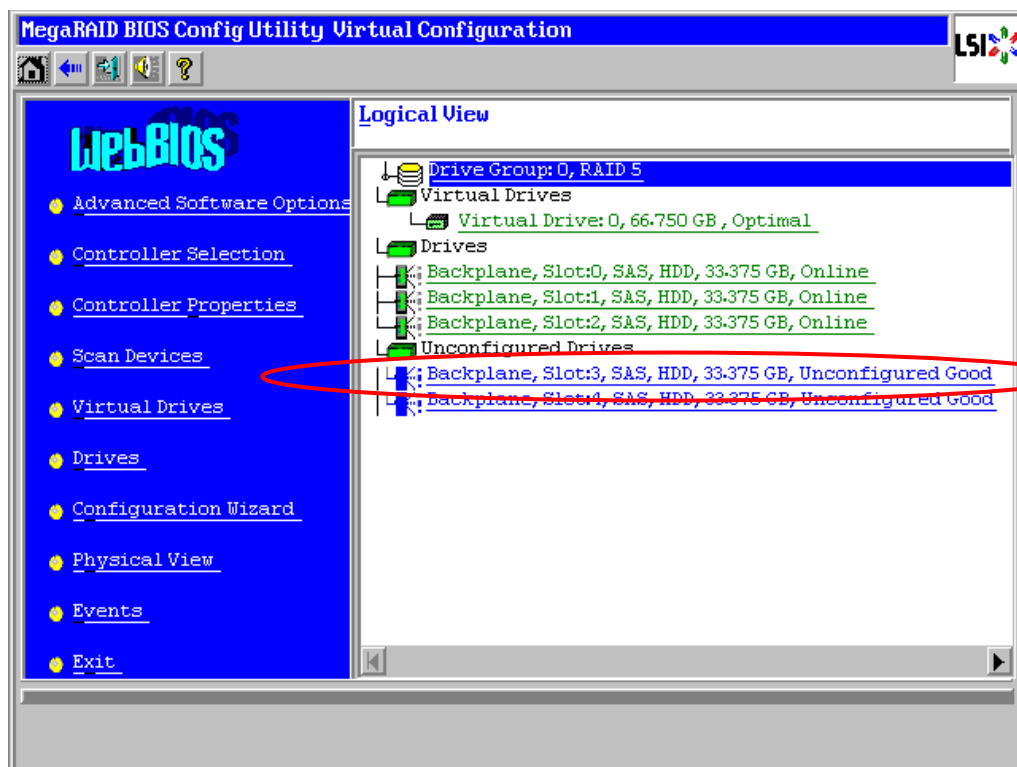 MegaRAID BIOS Config Utility Virtual Configuration
LSI
?
WebBIOS
Logical View
Advanced Software Options
Controller Selection
Controller Properties
Scan Devices
Virtual Drives
Drives
Configuration Wizard
Physical View
Events
Exit
Drive Group: 0, RAID 5
Virtual Drives
Virtual Drive: 0, 66.750 GB, Optimal
Drives
Backplane, Slot:0, SAS, HDD, 33.375 GB, Online
Backplane, Slot:1, SAS, HDD, 33.375 GB, Online
Backplane, Slot:2, SAS, HDD, 33.375 GB, Online
Unconfigured Drives
Backplane, Slot:3, SAS, HDD, 33.375 GB, Unconfigured Good
Backplane, Slot:4, SAS, HDD, 33.375 GB, Unconfigured Good